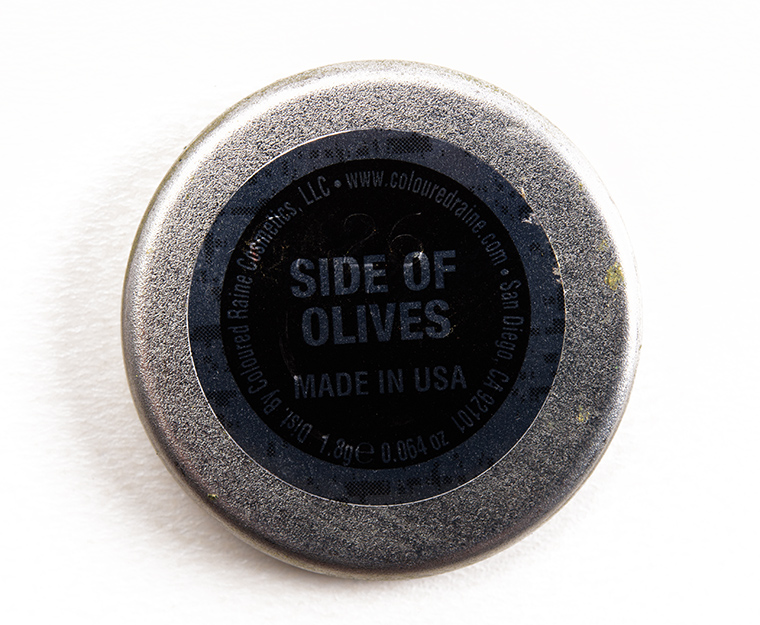 26
SIDE OF
OLIVES
MADE IN USA
Dist. By Coloured Raine Cosmetics, LLC • www.colouredraine.com • San Diego, CA 92101
1.8g℮ 0.064 oz